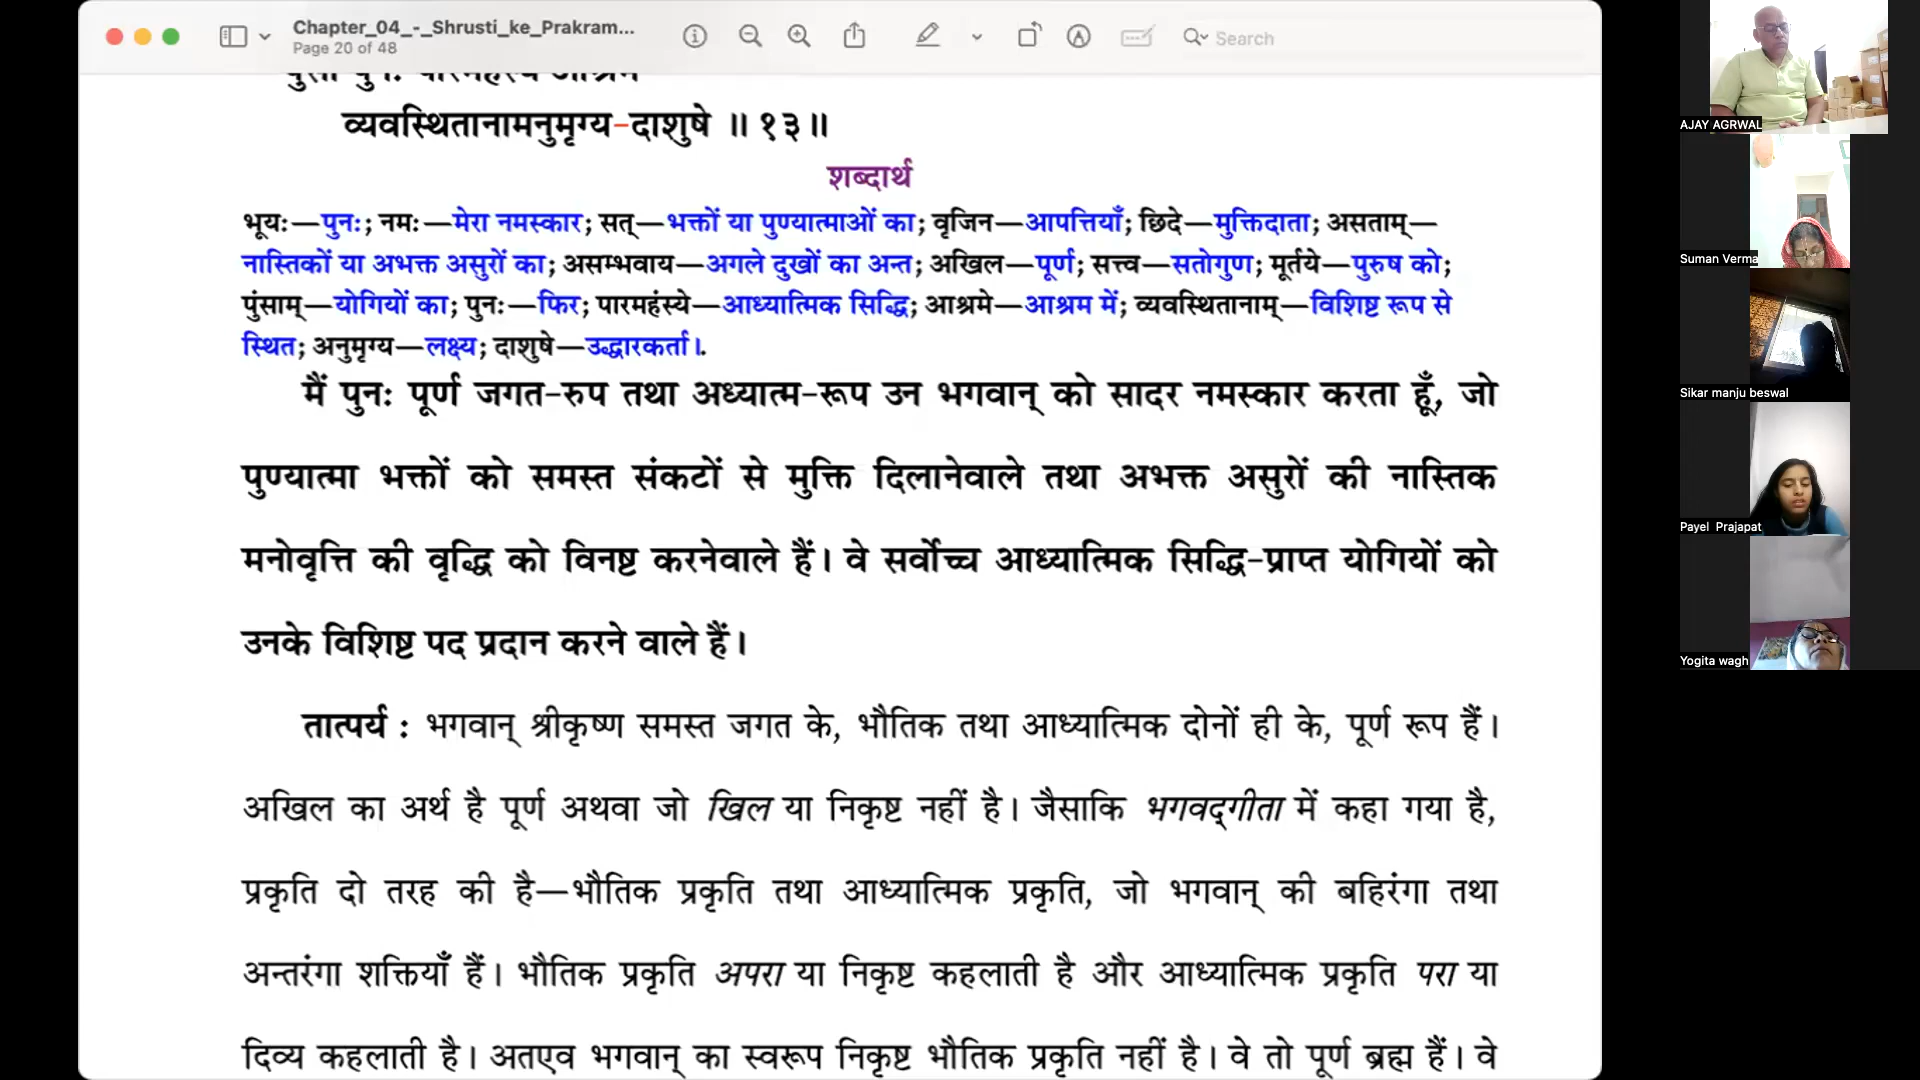 Chapter_04_-_Shrusti_ke_Prakram...
Page 20 of 48
Search
पुंसां पुनः पारमहंस्य आश्रमे
व्यवस्थितानामनुमृग्य-दाशुषे ॥ १३॥
शब्दार्थ
भूयः—पुनः; नमः—मेरा नमस्कार; सत्—भक्तों या पुण्यात्माओं का; वृजिन—आपत्तियाँ; छिदे—मुक्तिदाता; असताम्—
नास्तिकों या अभक्त असुरों का; असम्भवाय—अगले दुखों का अन्त; अखिल—पूर्ण; सत्त्व—सतोगुण; मूर्तये—पुरुष को;
पुंसाम्—योगियों का; पुनः—फिर; पारमहंस्ये—आध्यात्मिक सिद्धि; आश्रमे—आश्रम में; व्यवस्थितानाम्—विशिष्ट रूप से
स्थित; अनुमृग्य—लक्ष्य; दाशुषे—उद्धारकर्ता।.
मैं पुनः पूर्ण जगत-रुप तथा अध्यात्म-रूप उन भगवान् को सादर नमस्कार करता हूँ, जो
पुण्यात्मा भक्तों को समस्त संकटों से मुक्ति दिलानेवाले तथा अभक्त असुरों की नास्तिक
मनोवृत्ति की वृद्धि को विनष्ट करनेवाले हैं। वे सर्वोच्च आध्यात्मिक सिद्धि-प्राप्त योगियों को
उनके विशिष्ट पद प्रदान करने वाले हैं।
तात्पर्य : भगवान् श्रीकृष्ण समस्त जगत के, भौतिक तथा आध्यात्मिक दोनों ही के, पूर्ण रूप हैं।
अखिल का अर्थ है पूर्ण अथवा जो खिल या निकृष्ट नहीं है। जैसाकि भगवद्‌गीता में कहा गया है,
प्रकृति दो तरह की है—भौतिक प्रकृति तथा आध्यात्मिक प्रकृति, जो भगवान् की बहिरंगा तथा
अन्तरंगा शक्तियाँ हैं। भौतिक प्रकृति अपरा या निकृष्ट कहलाती है और आध्यात्मिक प्रकृति परा या
दिव्य कहलाती है। अतएव भगवान् का स्वरूप निकृष्ट भौतिक प्रकृति नहीं है। वे तो पूर्ण ब्रह्म हैं। वे
AJAY AGRWAL
Suman Verma
Sikar manju beswal
Payel Prajapat
Yogita wagh